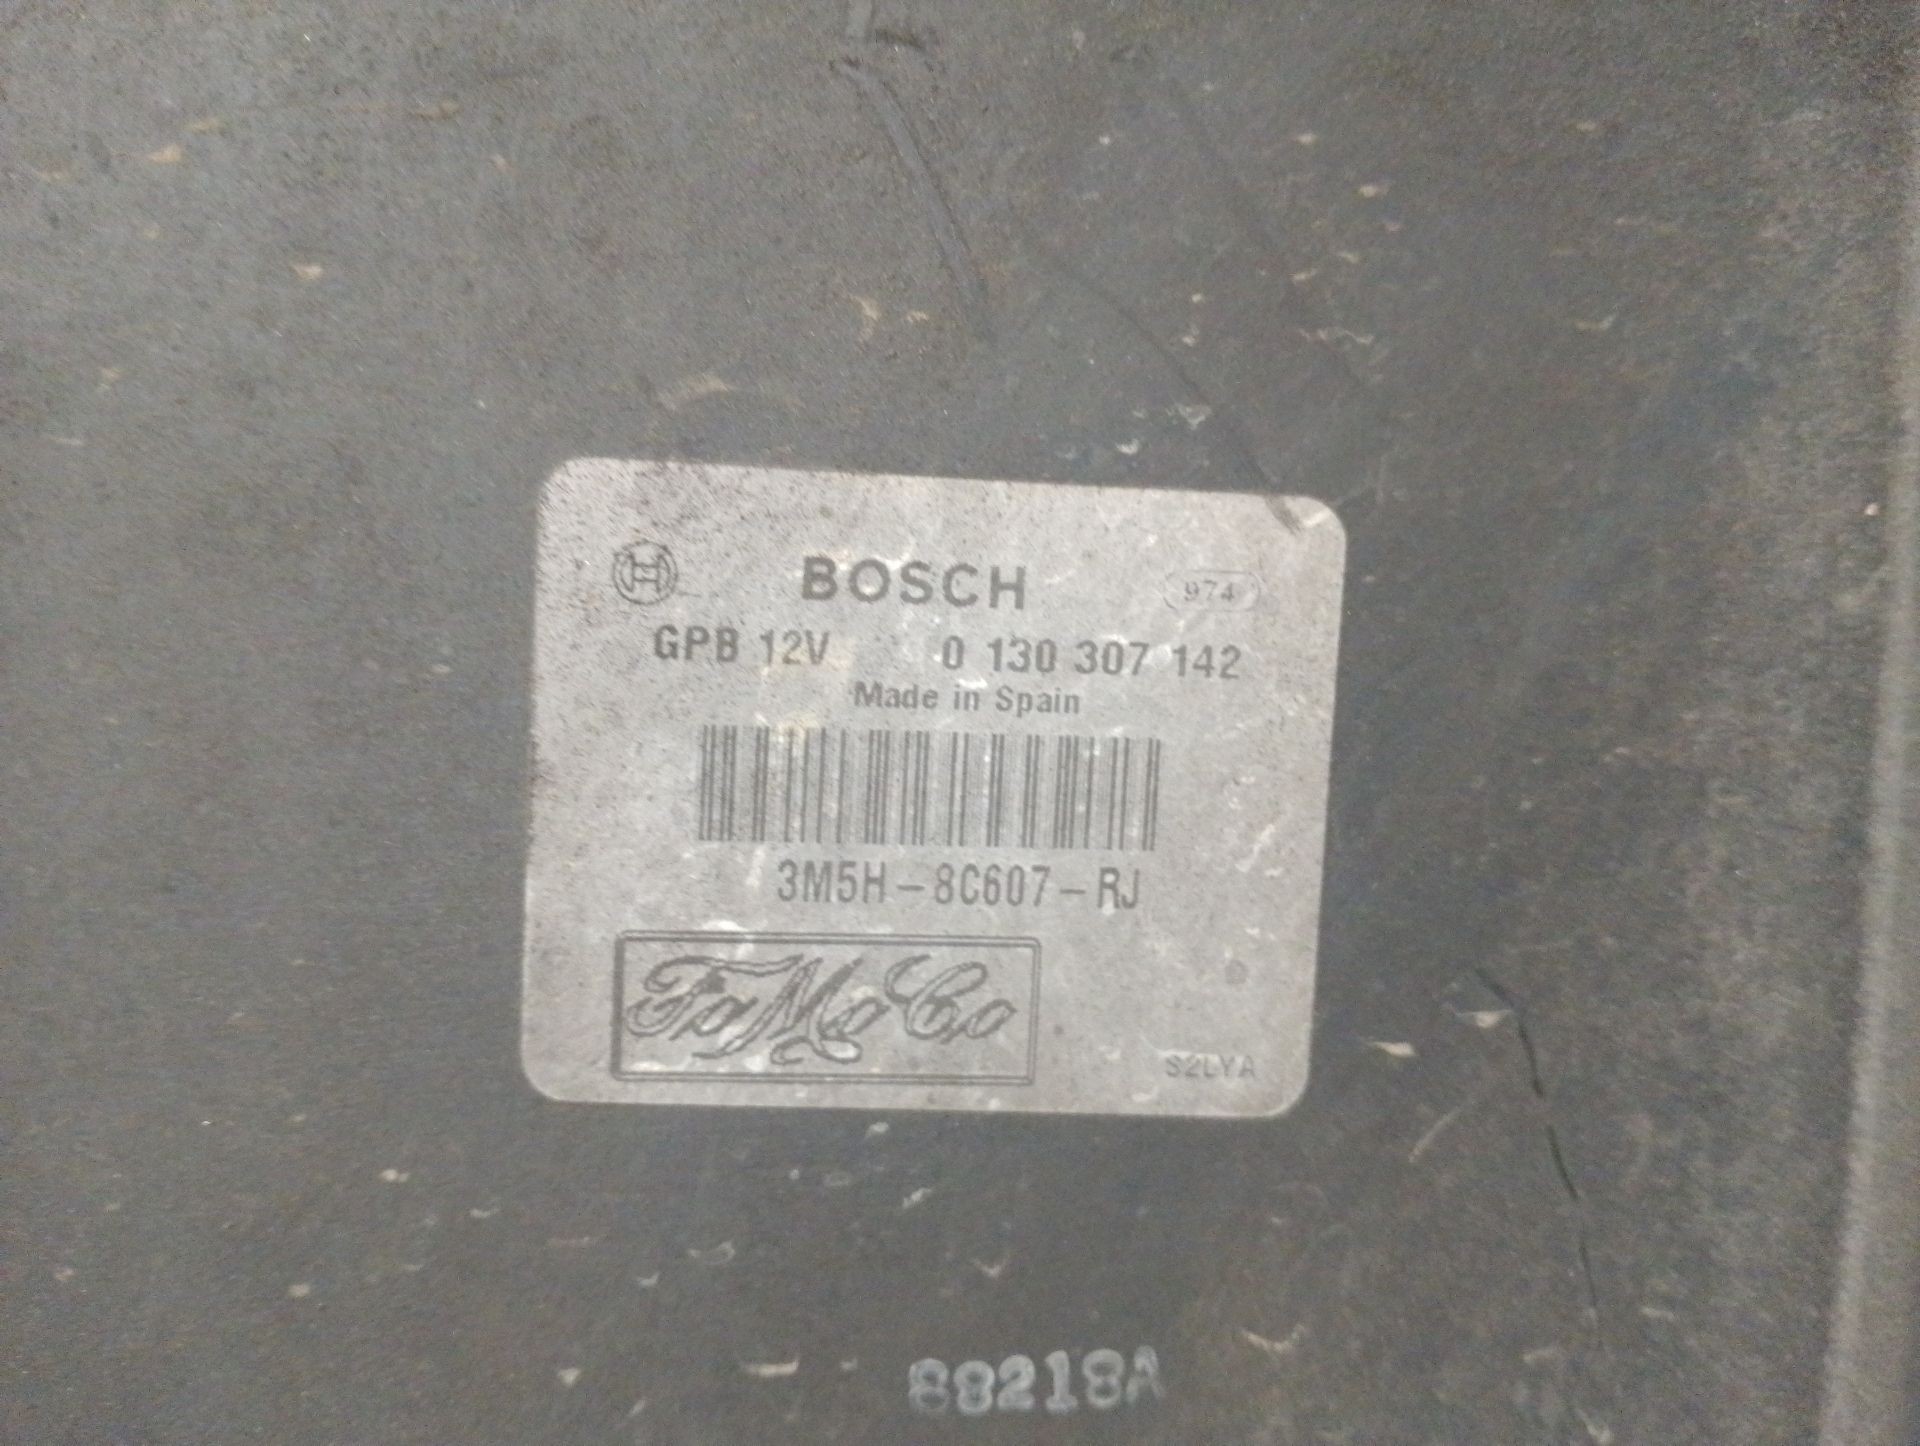 BOSCH 974
GPB 12V 0 130 307 142
Made in Spain
3M5H-8C607-RJ
FoMoCo
S2LYA
88218A